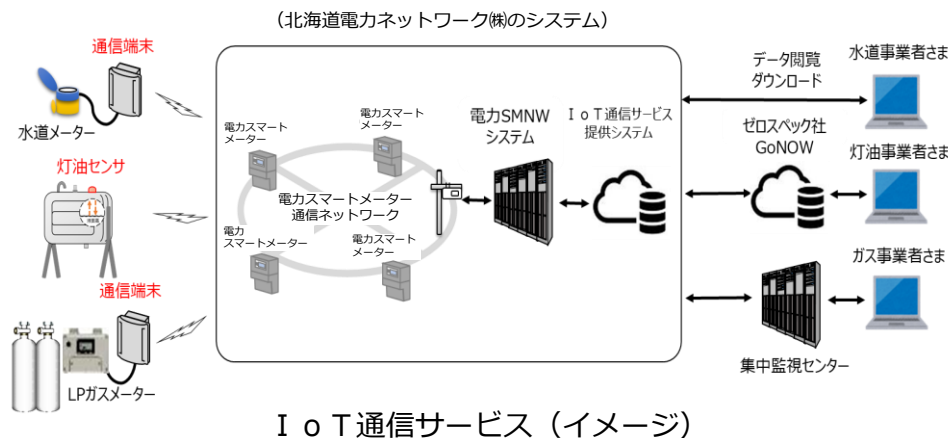 （北海道電力ネットワーク㈱のシステム）
通信端末
水道メーター
灯油センサ
通信端末
LPガスメーター
電力スマート
メーター
電力スマート
メーター
電力スマートメーター
通信ネットワーク
電力
スマートメーター
電力スマート
メーター
電力SMNW
システム
ＩｏＴ通信サービス
提供システム
データ閲覧
ダウンロード
水道事業者さま
ゼロスペック社
GoNOW
灯油事業者さま
ガス事業者さま
集中監視センター
ＩｏＴ通信サービス（イメージ）